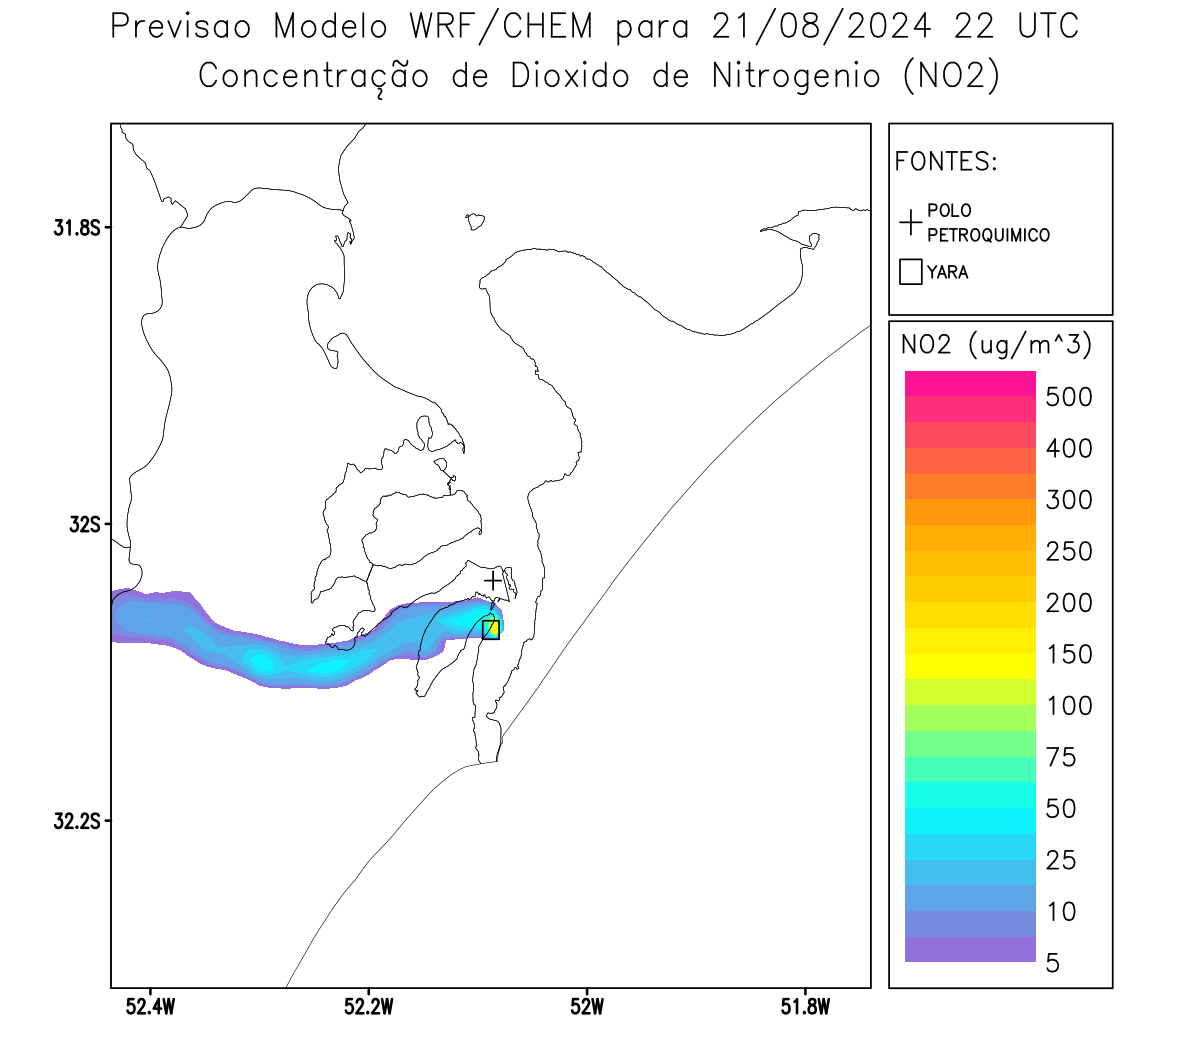 Previsao Modelo WRF/CHEM para 21/08/2024 22 UTC
Concentração de Dioxido de Nitrogenio (NO2)
FONTES:
POLO
PETROQUIMICO
YARA
NO2 (ug/m^3)
500
400
300
250
200
150
100
75
50
25
10
5
31.8S
32S
32.2S
52.4W
52.2W
52W
51.8W